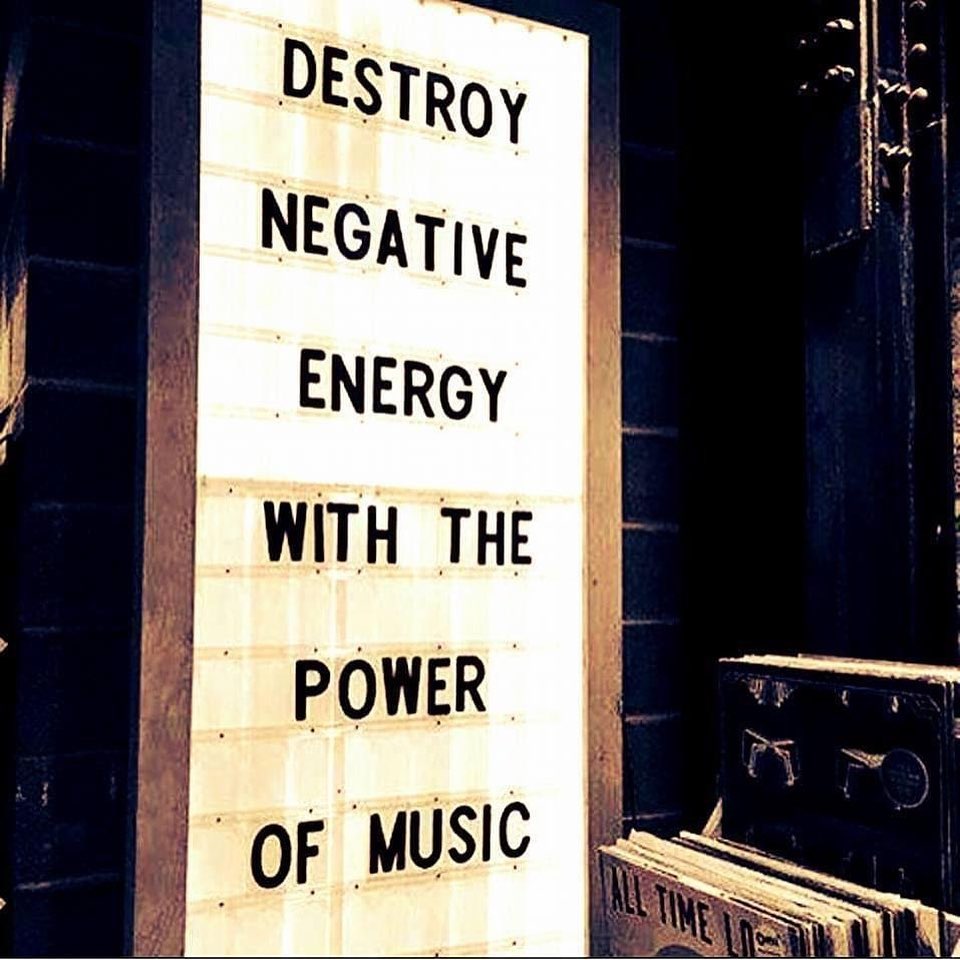 DESTROY
NEGATIVE
ENERGY
WITH THE
POWER
OF MUSIC
ALL TIME